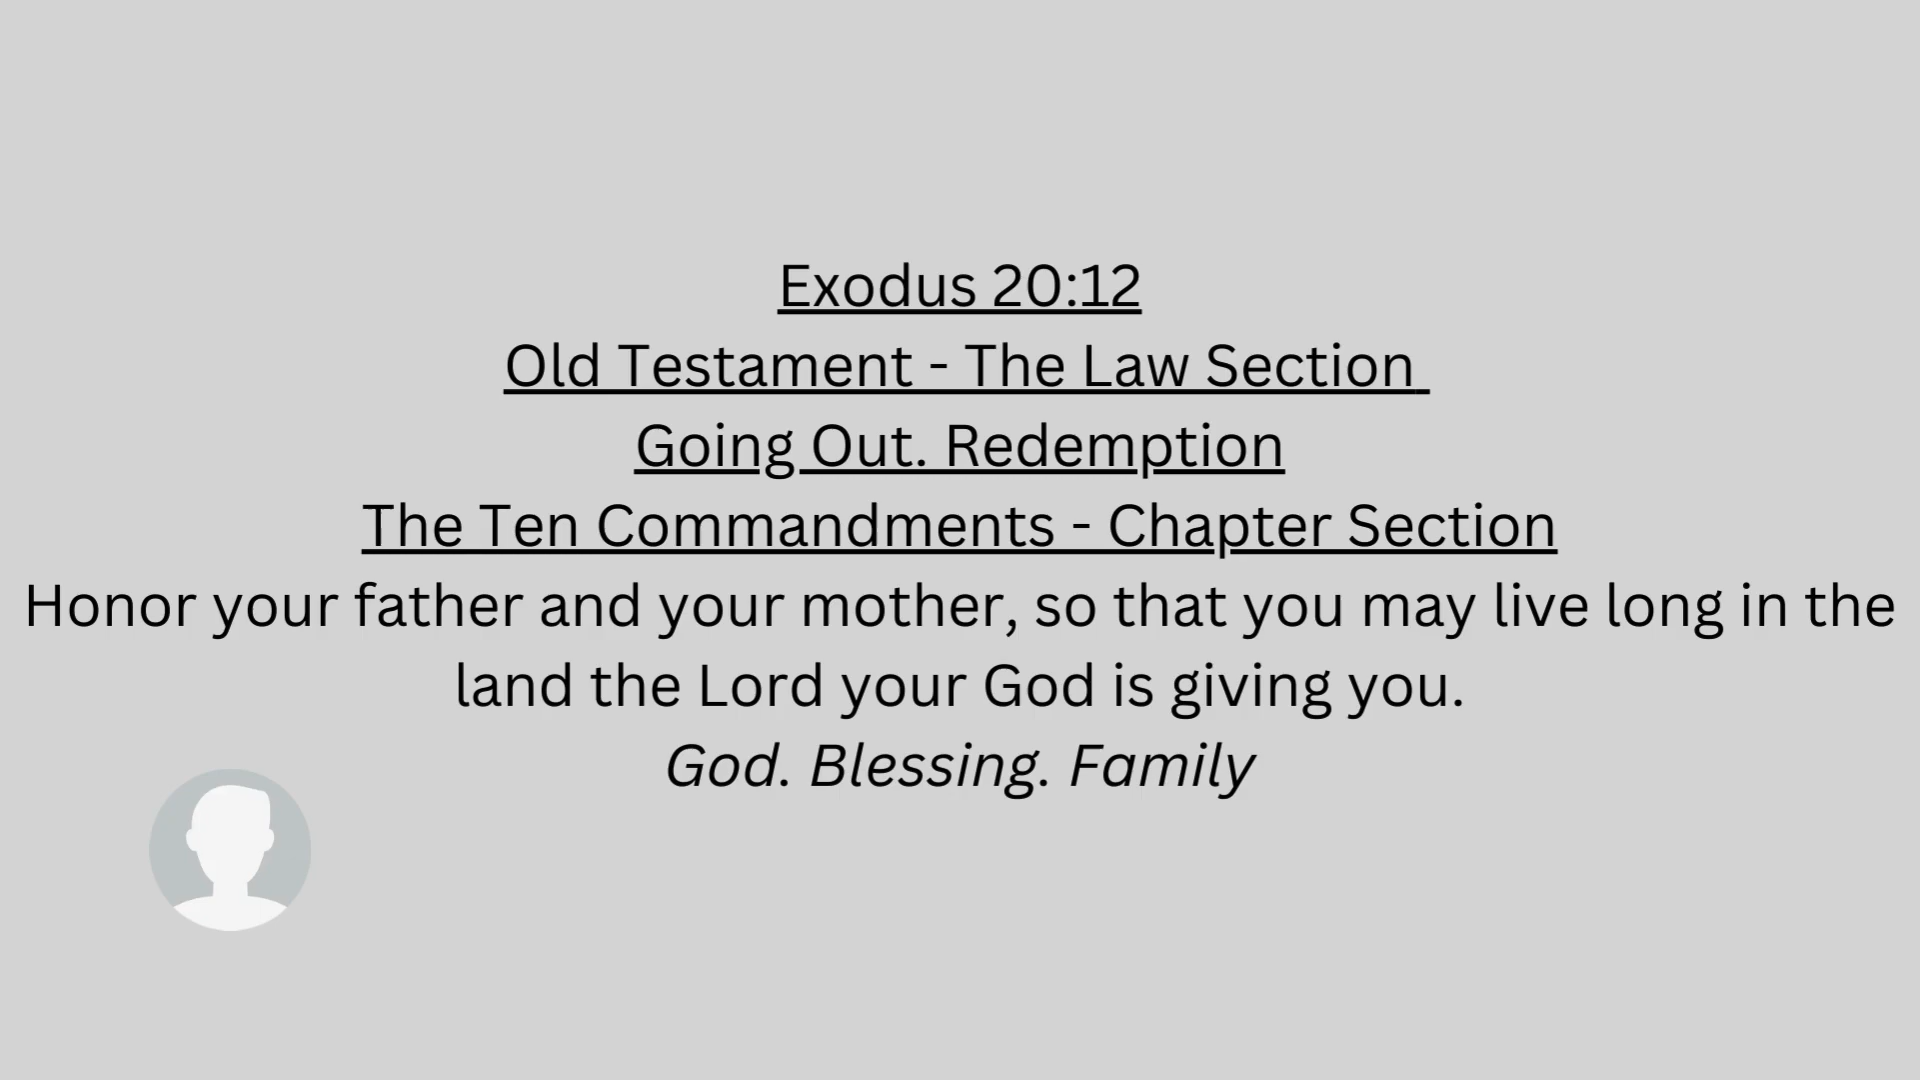 Exodus 20:12
Old Testament - The Law Section
Going Out. Redemption
The Ten Commandments - Chapter Section
Honor your father and your mother, so that you may live long in the
land the Lord your God is giving you.
God. Blessing. Family